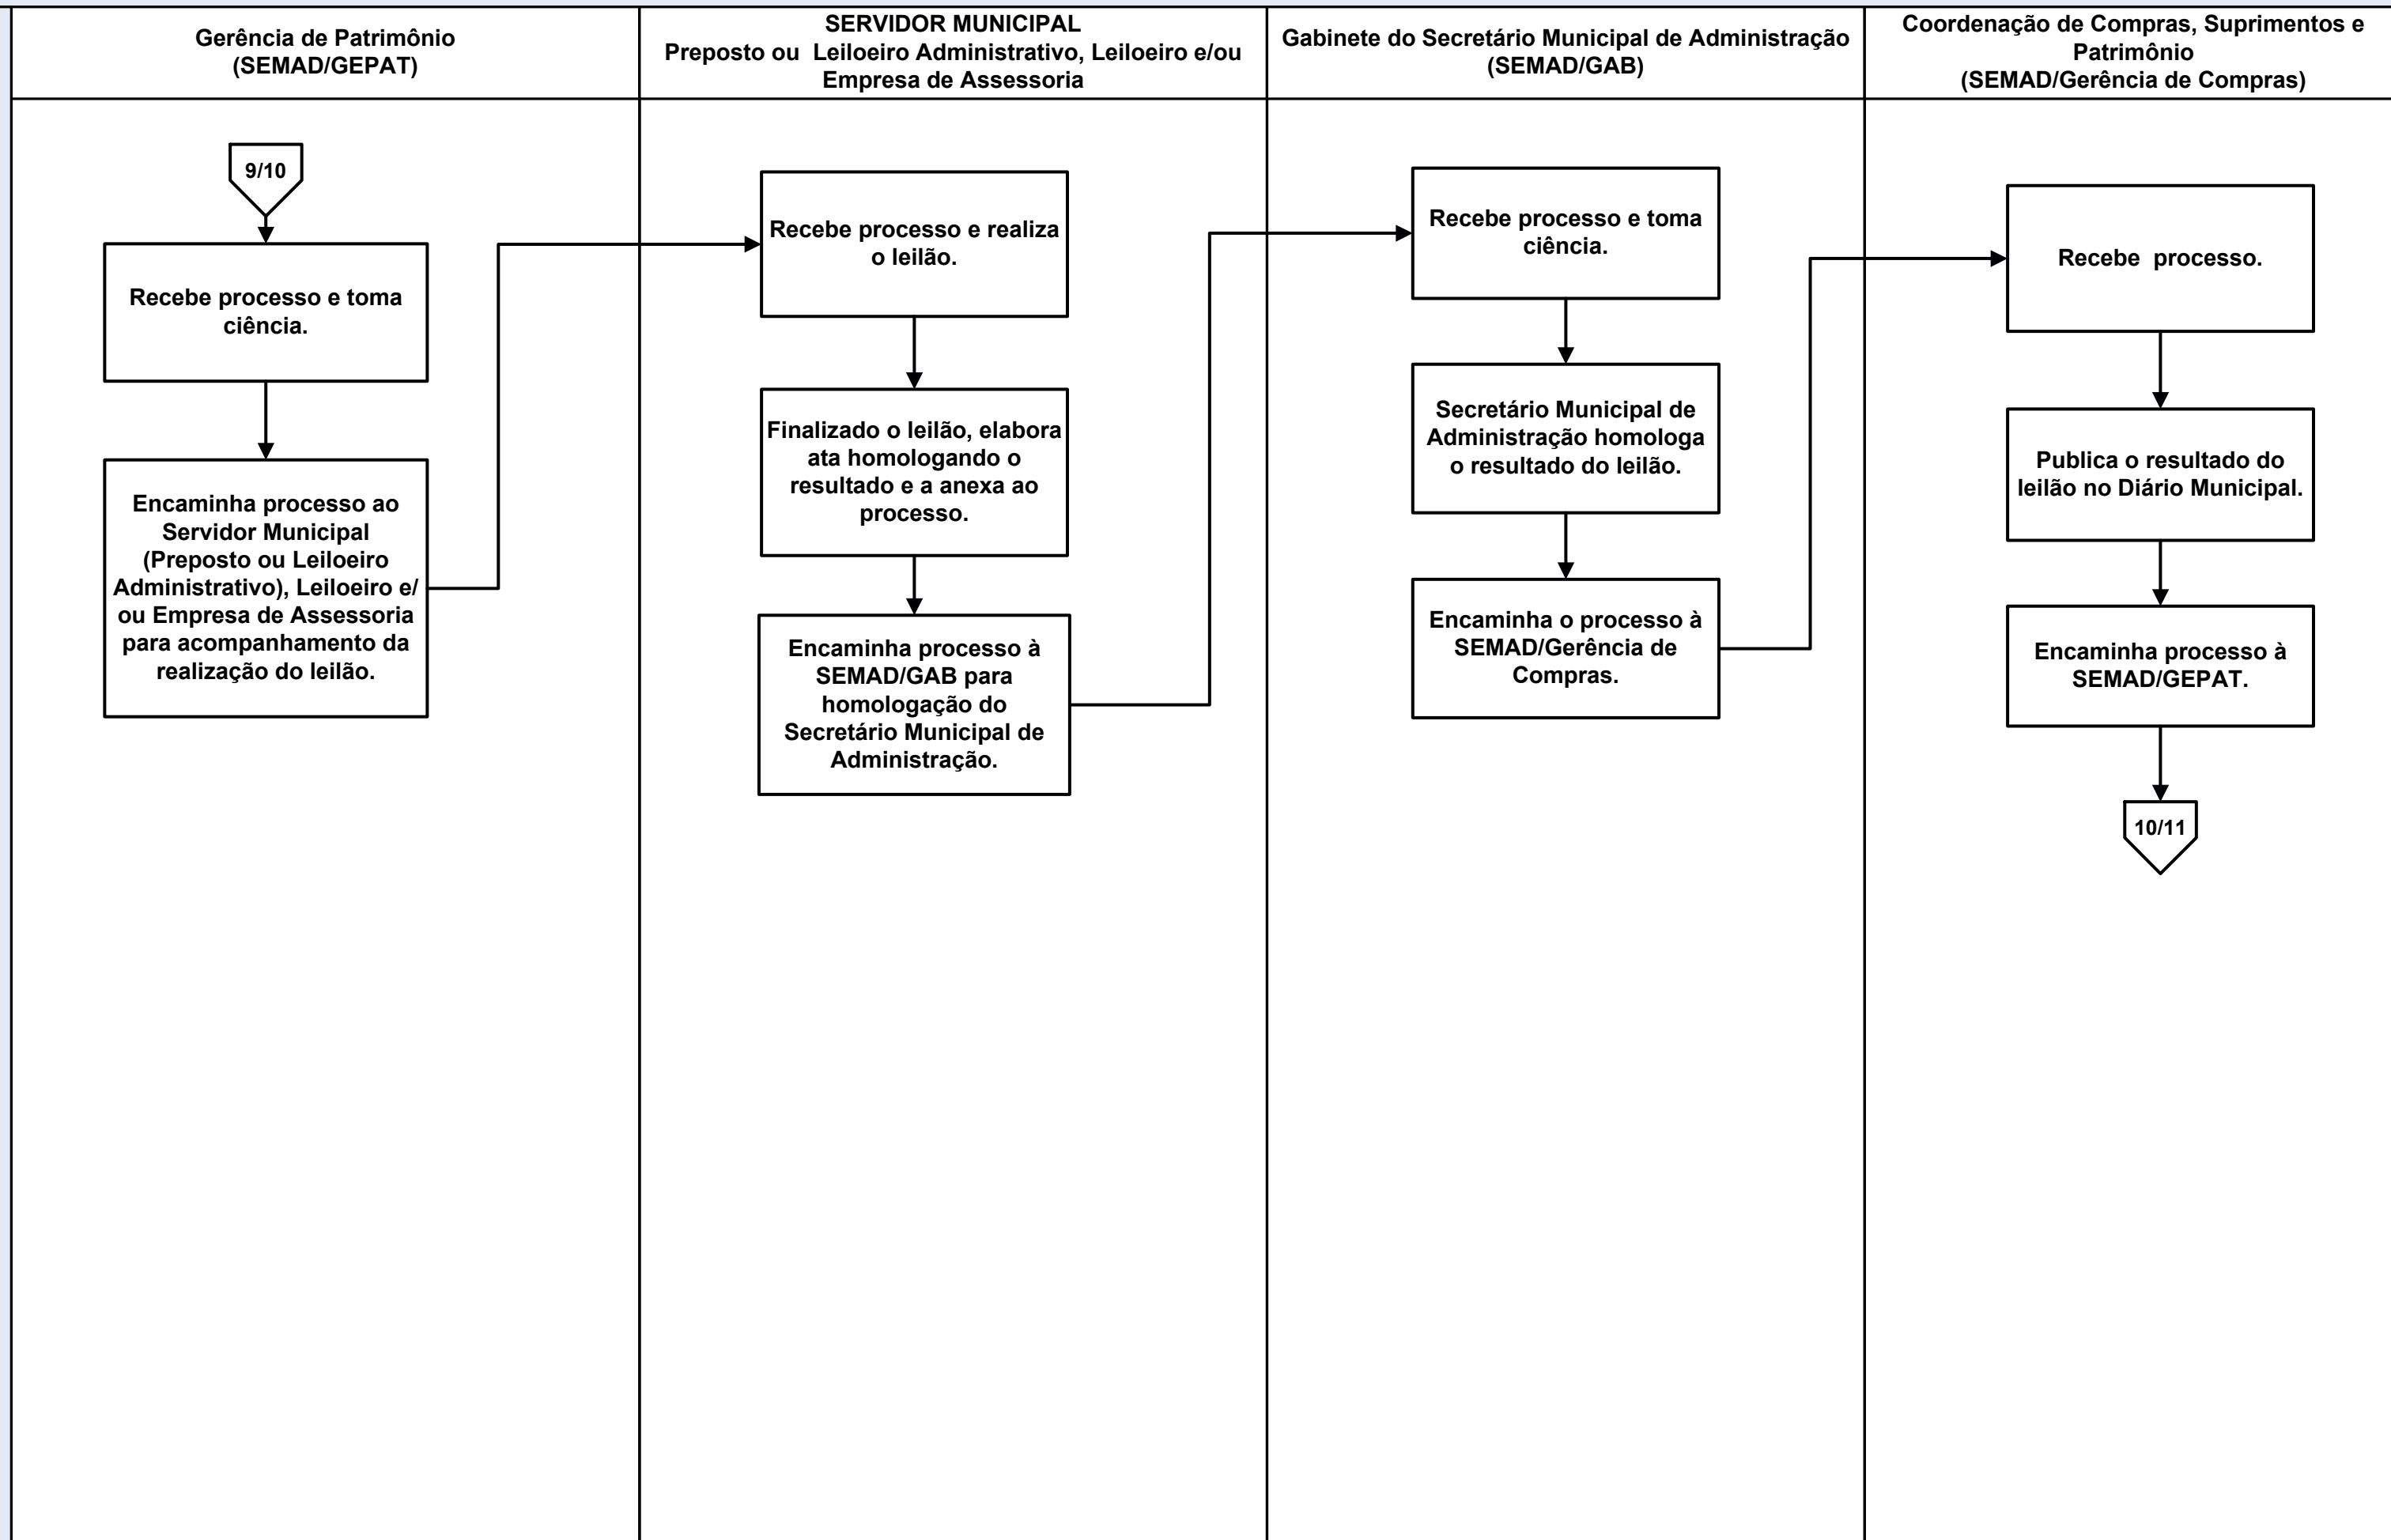 Gerência de Patrimônio
(SEMAD/GEPAT)
SERVIDOR MUNICIPAL
Preposto ou Leiloeiro Administrativo, Leiloeiro e/ou
Empresa de Assessoria
Gabinete do Secretário Municipal de Administração
(SEMAD/GAB)
Coordenação de Compras, Suprimentos e
Patrimônio
(SEMAD/Gerência de Compras)
9/10
Recebe processo e toma
ciência.
Encaminha processo ao
Servidor Municipal
(Preposto ou Leiloeiro
Administrativo), Leiloeiro e/
ou Empresa de Assessoria
para acompanhamento da
realização do leilão.
Recebe processo e realiza
o leilão.
Finalizado o leilão, elabora
ata homologando o
resultado e a anexa ao
processo.
Encaminha processo à
SEMAD/GAB para
homologação do
Secretário Municipal de
Administração.
Recebe processo e toma
ciência.
Secretário Municipal de
Administração homologa
o resultado do leilão.
Encaminha o processo à
SEMAD/Gerência de
Compras.
Recebe processo.
Publica o resultado do
leilão no Diário Municipal.
Encaminha processo à
SEMAD/GEPAT.
10/11